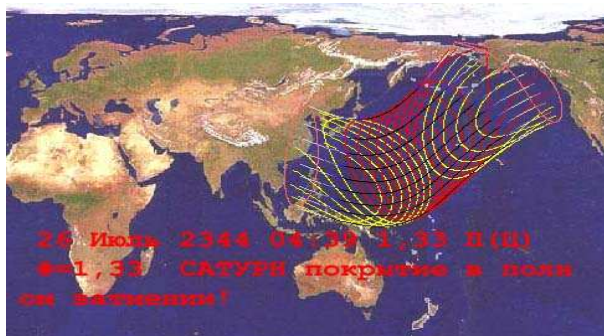 26 Июль 2344 04:39 1,33 П(Ц)
Ф=1,33 САТУРН покрытие в полн
ом затмении!